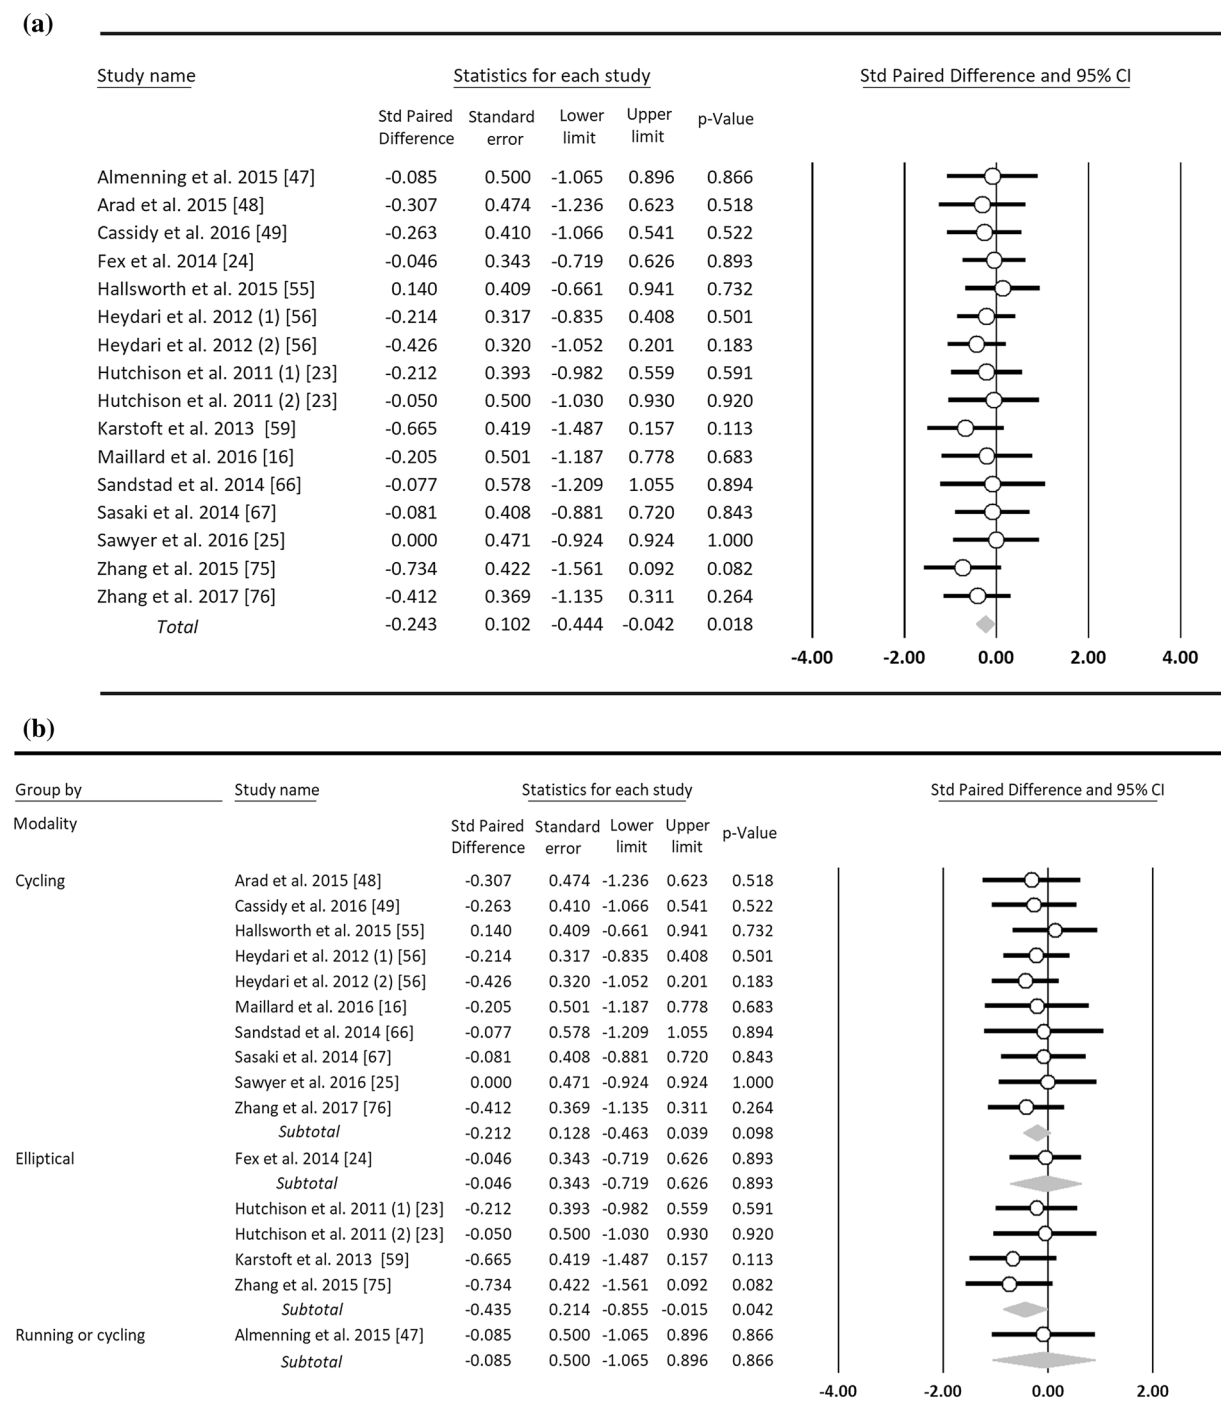 (a)
Study name Statistics for each study Std Paired Difference and 95% CI
Std Paired Standard Lower Upper p-Value
Difference error limit limit
Almenning et al. 2015 [47] -0.085 0.500 -1.065 0.896 0.866
Arad et al. 2015 [48] -0.307 0.474 -1.236 0.623 0.518
Cassidy et al. 2016 [49] -0.263 0.410 -1.066 0.541 0.522
Fex et al. 2014 [24] -0.046 0.343 -0.719 0.626 0.893
Hallsworth et al. 2015 [55] 0.140 0.409 -0.661 0.941 0.732
Heydari et al. 2012 (1) [56] -0.214 0.317 -0.835 0.408 0.501
Heydari et al. 2012 (2) [56] -0.426 0.320 -1.052 0.201 0.183
Hutchison et al. 2011 (1) [23] -0.212 0.393 -0.982 0.559 0.591
Hutchison et al. 2011 (2) [23] -0.050 0.500 -1.030 0.930 0.920
Karstoft et al. 2013 [59] -0.665 0.419 -1.487 0.157 0.113
Maillard et al. 2016 [16] -0.205 0.501 -1.187 0.778 0.683
Sandstad et al. 2014 [66] -0.077 0.578 -1.209 1.055 0.894
Sasaki et al. 2014 [67] -0.081 0.408 -0.881 0.720 0.843
Sawyer et al. 2016 [25] 0.000 0.471 -0.924 0.924 1.000
Zhang et al. 2015 [75] -0.734 0.422 -1.561 0.092 0.082
Zhang et al. 2017 [76] -0.412 0.369 -1.135 0.311 0.264
Total -0.243 0.102 -0.444 -0.042 0.018
-4.00 -2.00 0.00 2.00 4.00
(b)
Group by Study name Statistics for each study Std Paired Difference and 95% CI
Modality
Std Paired Standard Lower Upper p-Value
Difference error limit limit
Cycling Arad et al. 2015 [48] -0.307 0.474 -1.236 0.623 0.518
Cassidy et al. 2016 [49] -0.263 0.410 -1.066 0.541 0.522
Hallsworth et al. 2015 [55] 0.140 0.409 -0.661 0.941 0.732
Heydari et al. 2012 (1) [56] -0.214 0.317 -0.835 0.408 0.501
Heydari et al. 2012 (2) [56] -0.426 0.320 -1.052 0.201 0.183
Maillard et al. 2016 [16] -0.205 0.501 -1.187 0.778 0.683
Sandstad et al. 2014 [66] -0.077 0.578 -1.209 1.055 0.894
Sasaki et al. 2014 [67] -0.081 0.408 -0.881 0.720 0.843
Sawyer et al. 2016 [25] 0.000 0.471 -0.924 0.924 1.000
Zhang et al. 2017 [76] -0.412 0.369 -1.135 0.311 0.264
Subtotal -0.212 0.128 -0.463 0.039 0.098
Elliptical Fex et al. 2014 [24] -0.046 0.343 -0.719 0.626 0.893
Subtotal -0.046 0.343 -0.719 0.626 0.893
Hutchison et al. 2011 (1) [23] -0.212 0.393 -0.982 0.559 0.591
Hutchison et al. 2011 (2) [23] -0.050 0.500 -1.030 0.930 0.920
Karstoft et al. 2013 [59] -0.665 0.419 -1.487 0.157 0.113
Zhang et al. 2015 [75] -0.734 0.422 -1.561 0.092 0.082
Subtotal -0.435 0.214 -0.855 -0.015 0.042
Running or cycling Almenning et al. 2015 [47] -0.085 0.500 -1.065 0.896 0.866
Subtotal -0.085 0.500 -1.065 0.896 0.866
-4.00 -2.00 0.00 2.00